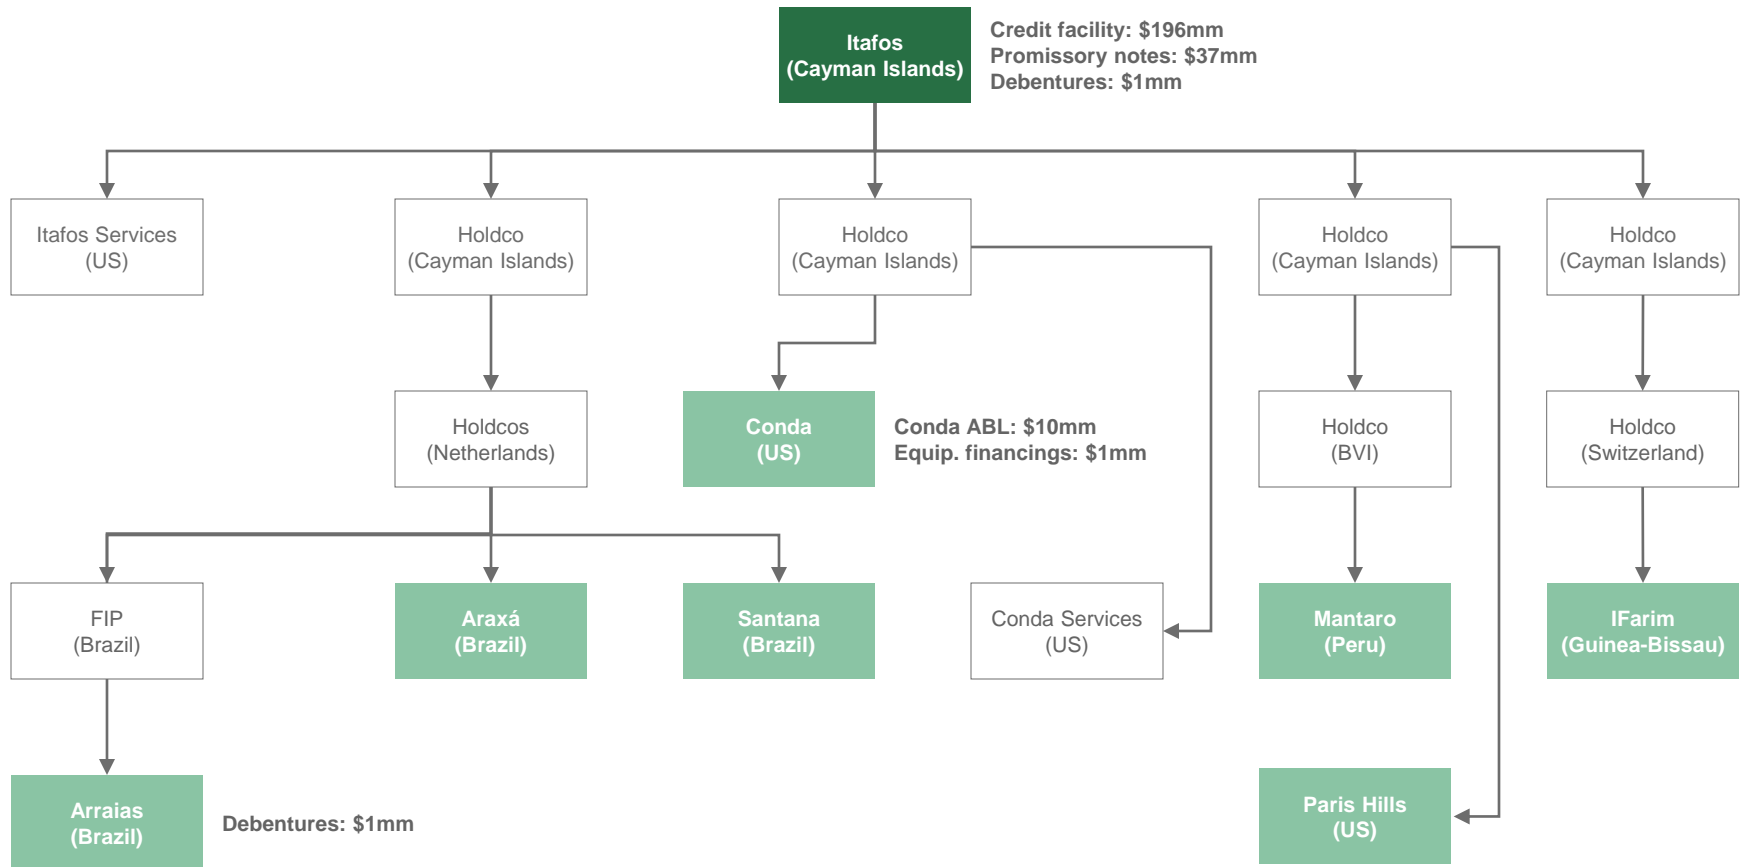 Itafos
(Cayman Islands)
Credit facility: $196mm
Promissory notes: $37mm
Debentures: $1mm
Itafos Services
(US)
Holdco
(Cayman Islands)
Holdco
(Cayman Islands)
Holdco
(Cayman Islands)
Holdco
(Cayman Islands)
Holdcos
(Netherlands)
Conda
(US)
Conda ABL: $10mm
Equip. financings: $1mm
Holdco
(BVI)
Holdco
(Switzerland)
FIP
(Brazil)
Araxá
(Brazil)
Santana
(Brazil)
Conda Services
(US)
Mantaro
(Peru)
IFarim
(Guinea-Bissau)
Arraias
(Brazil)
Debentures: $1mm
Paris Hills
(US)